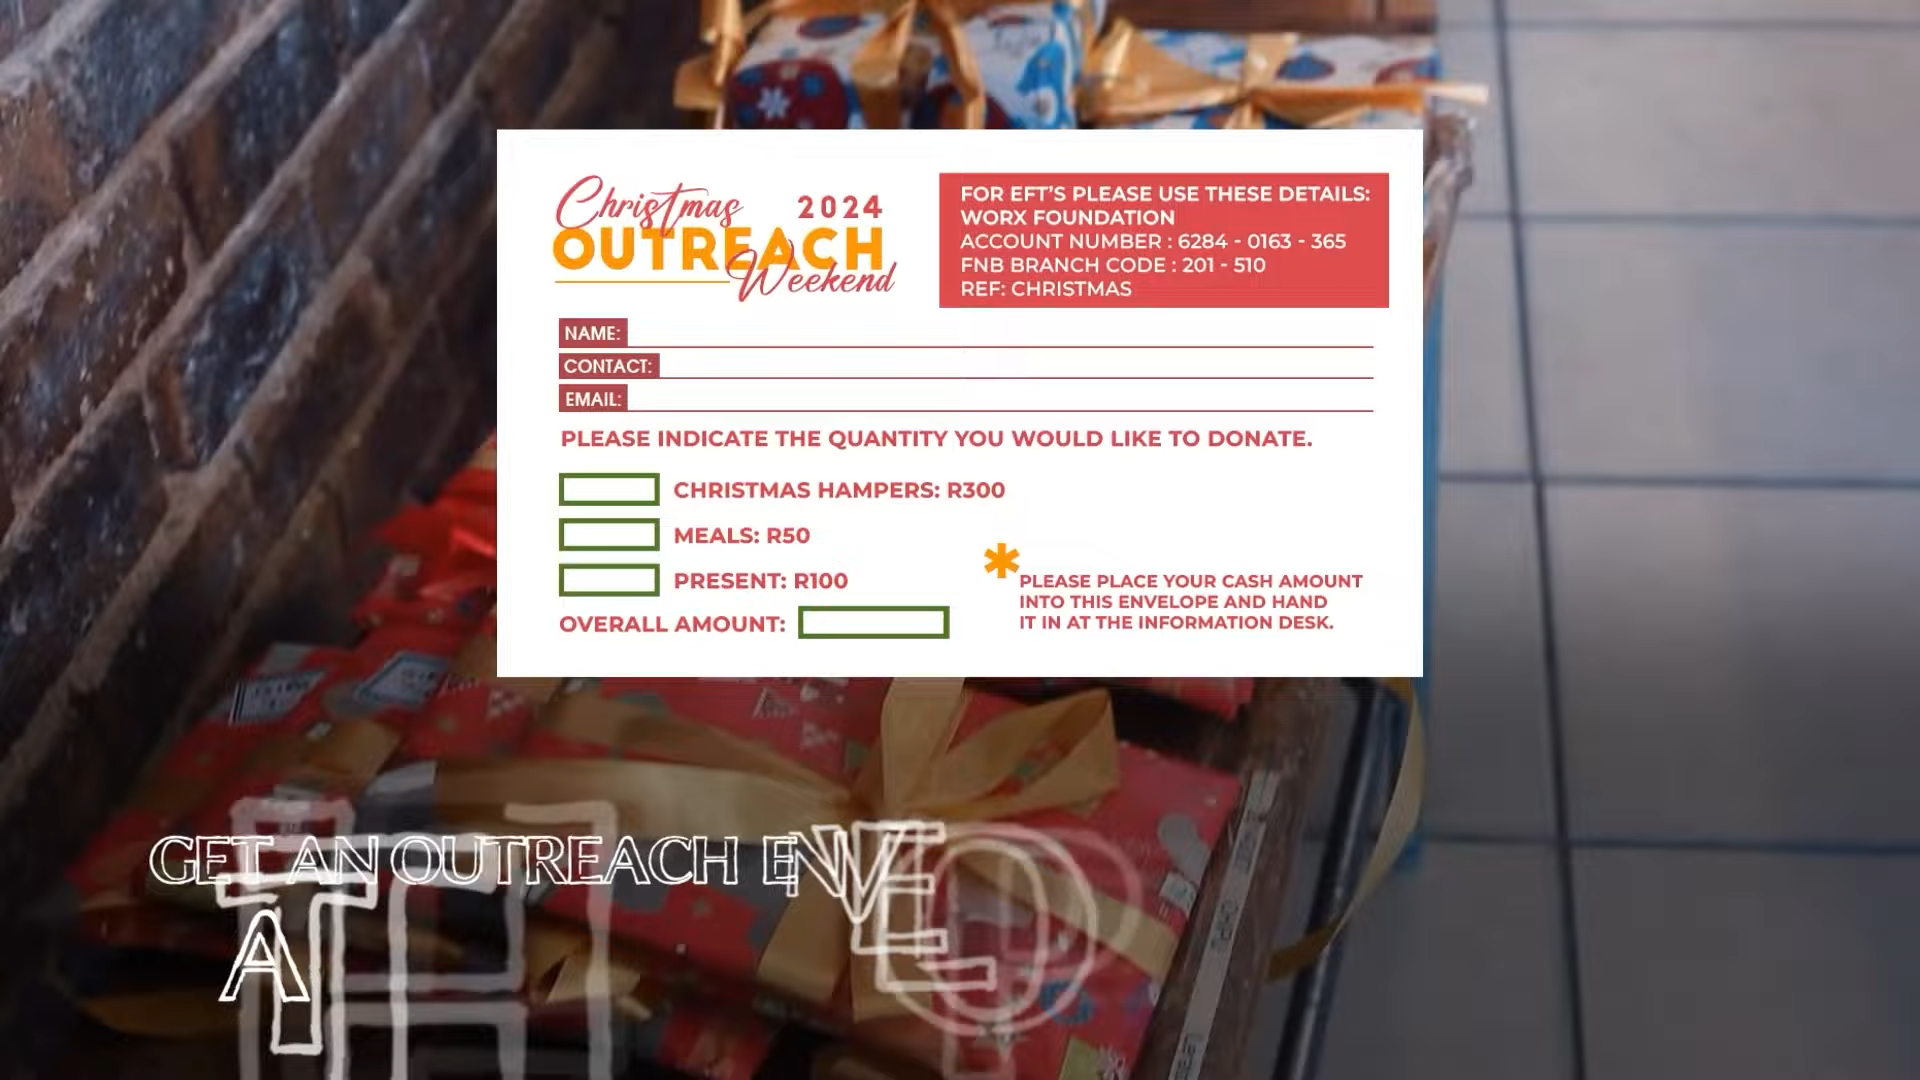 Christmas 2024
OUTREACH
Weekend
FOR EFT'S PLEASE USE THESE DETAILS:
WORX FOUNDATION
ACCOUNT NUMBER : 6284 - 0163 - 365
FNB BRANCH CODE : 201 - 510
REF: CHRISTMAS
NAME:
CONTACT:
EMAIL:
PLEASE INDICATE THE QUANTITY YOU WOULD LIKE TO DONATE.
CHRISTMAS HAMPERS: R300
MEALS: R50
PRESENT: R100
OVERALL AMOUNT:
✱
PLEASE PLACE YOUR CASH AMOUNT
INTO THIS ENVELOPE AND HAND
IT IN AT THE INFORMATION DESK.
GET AN OUTREACH ENVELOP
AT H